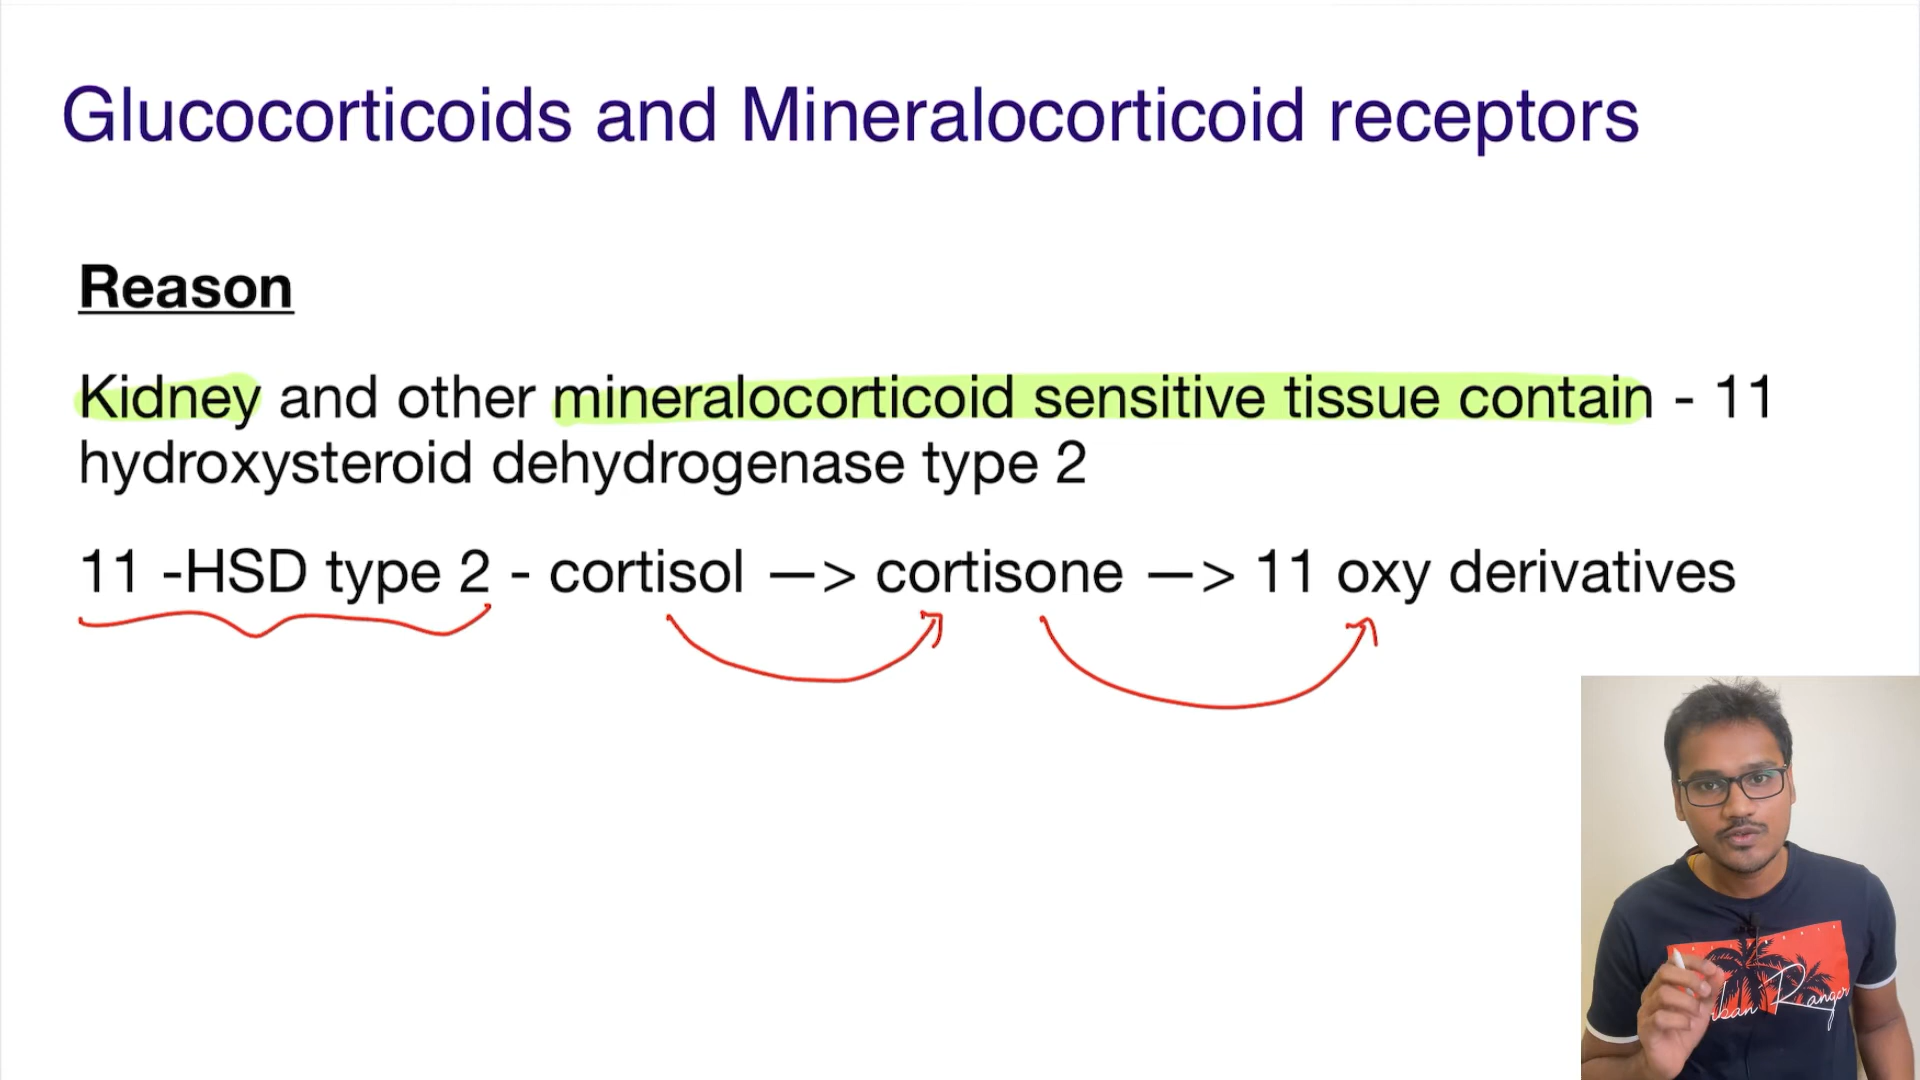 Glucocorticoids and Mineralocorticoid receptors
Reason
Kidney and other mineralocorticoid sensitive tissue contain - 11
hydroxysteroid dehydrogenase type 2
11 -HSD type 2 - cortisol —> cortisone —> 11 oxy derivatives
Ranger